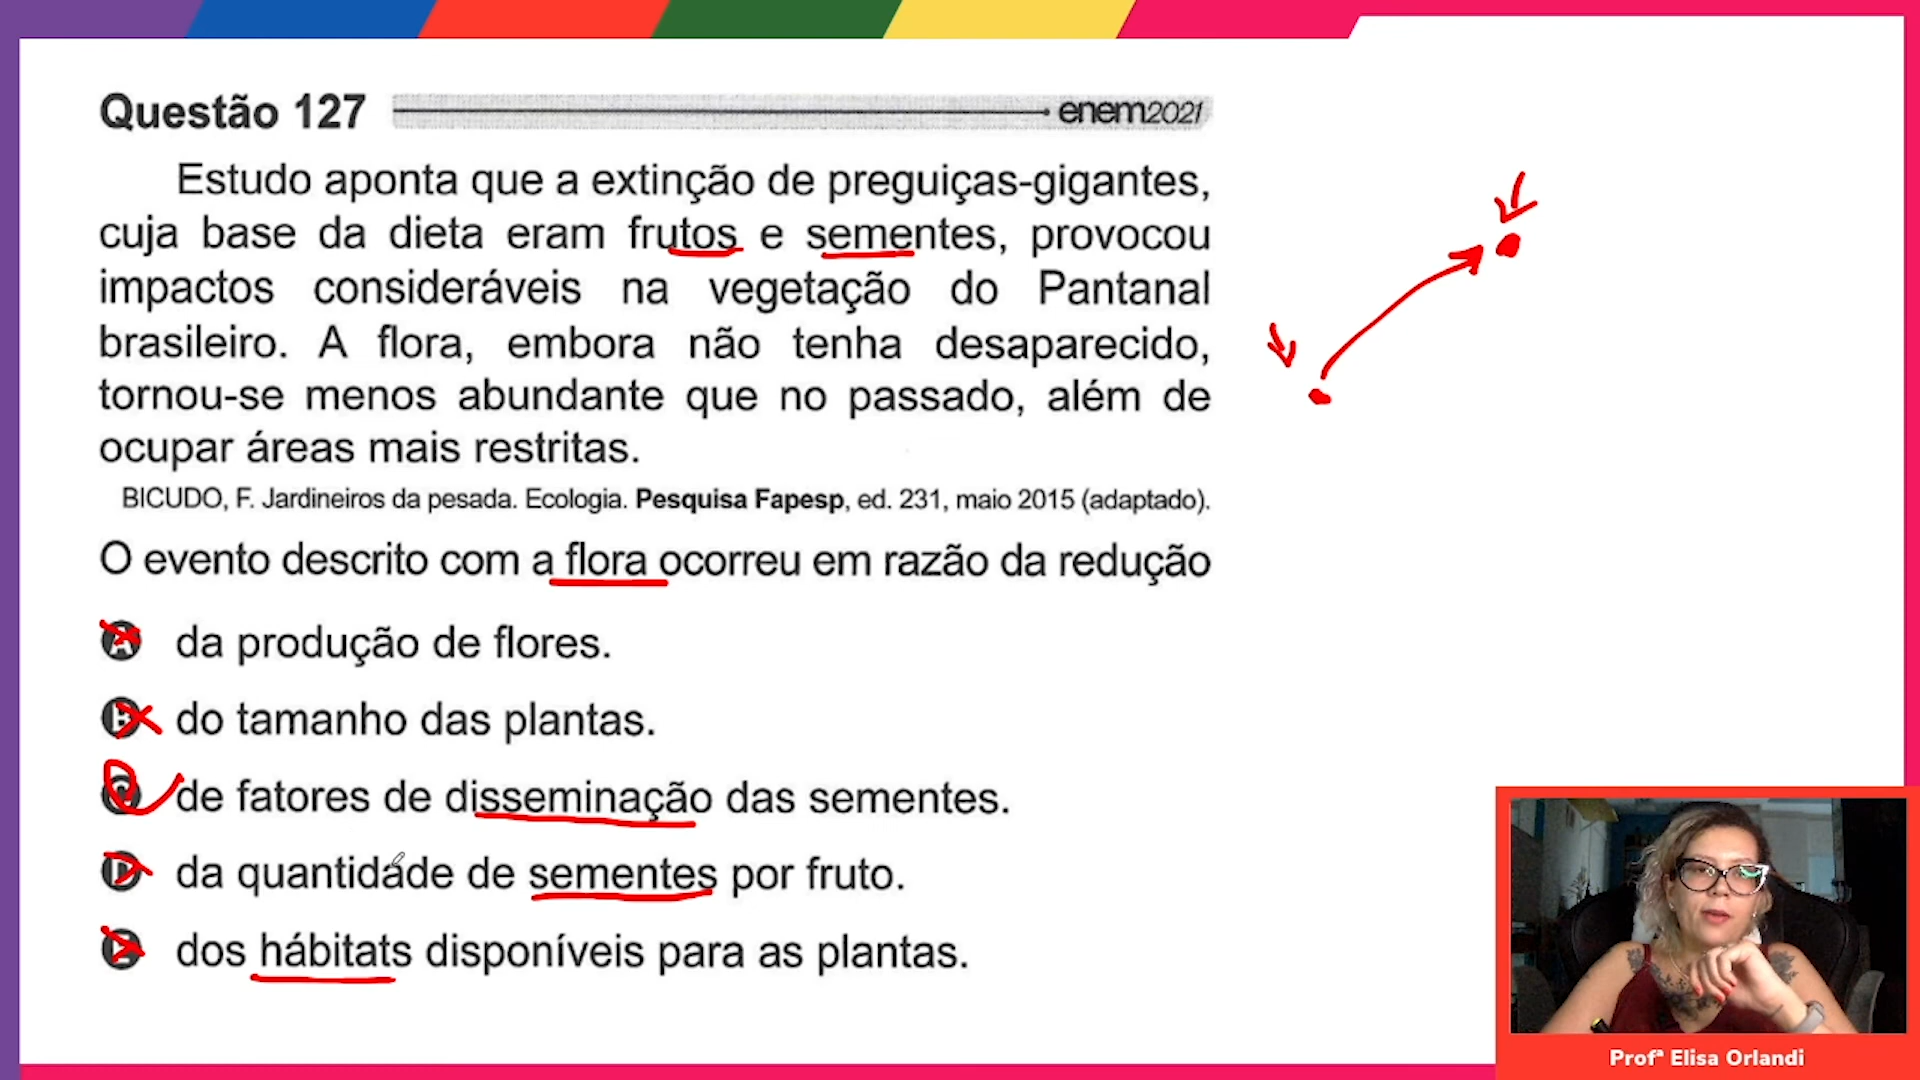 Questão 127
enem2021
Estudo aponta que a extinção de preguiças-gigantes,
cuja base da dieta eram frutos e sementes, provocou
impactos consideráveis na vegetação do Pantanal
brasileiro. A flora, embora não tenha desaparecido,
tornou-se menos abundante que no passado, além de
ocupar áreas mais restritas.
BICUDO, F. Jardineiros da pesada. Ecologia. Pesquisa Fapesp, ed. 231, maio 2015 (adaptado).
O evento descrito com a flora ocorreu em razão da redução
A da produção de flores.
B do tamanho das plantas.
C de fatores de disseminação das sementes.
D da quantidade de sementes por fruto.
E dos hábitats disponíveis para as plantas.
Profª Elisa Orlandi